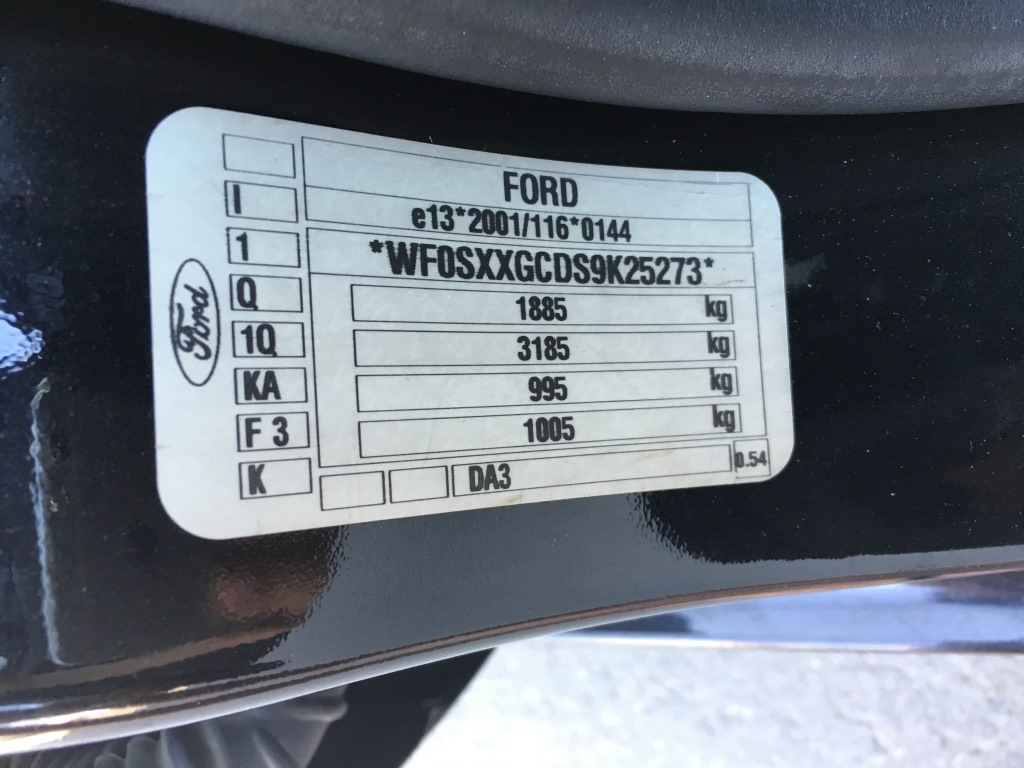 FORD
I
e13*2001/116*0144
1
*WF0SXXGCDS9K25273*
Q
1885 kg
1Q
3185 kg
KA
995 kg
F 3
1005 kg
K
DA3
0.54
Ford